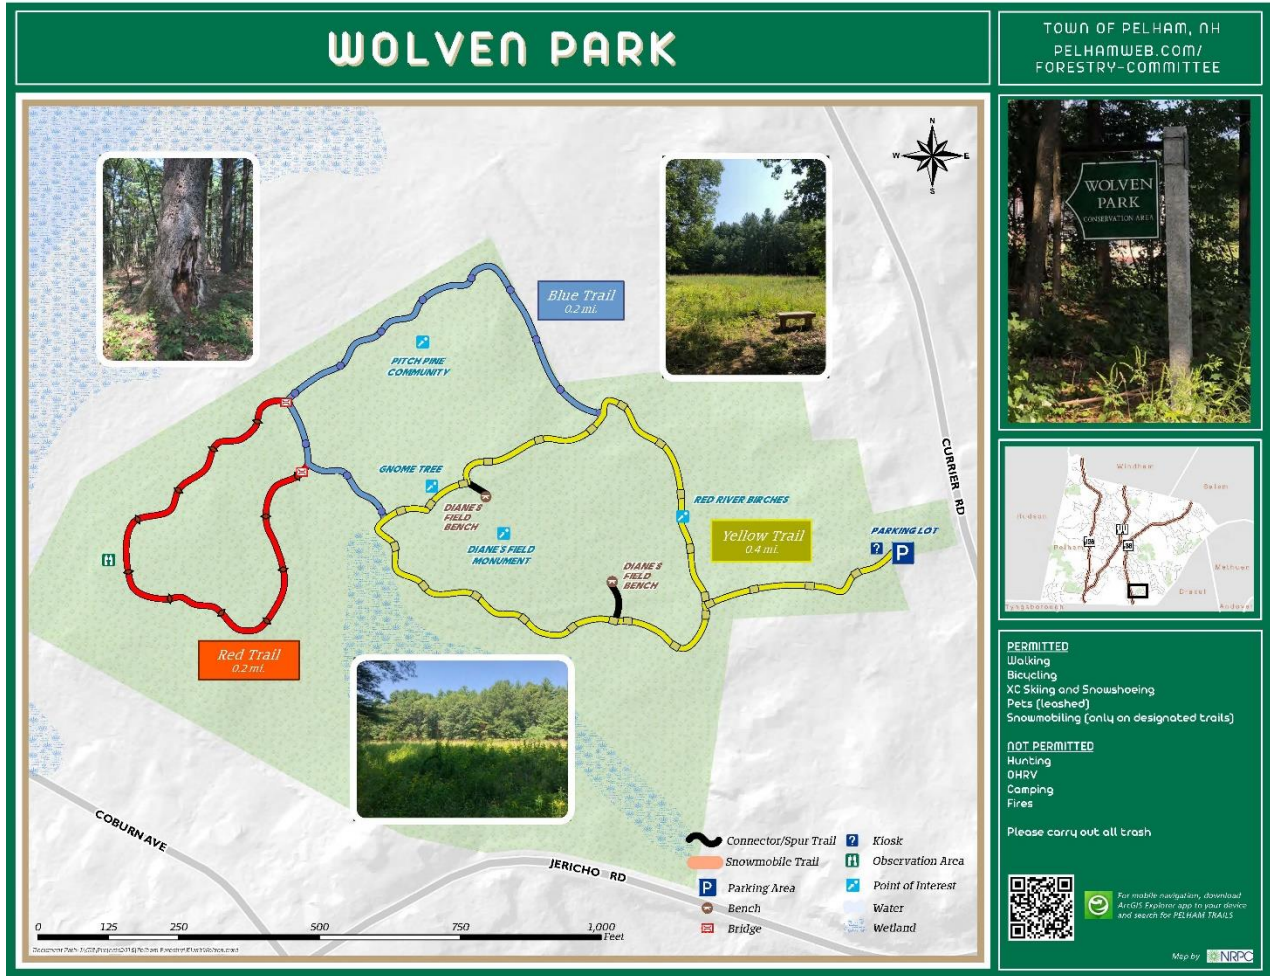 WOLVEN PARK
TOWN OF PELHAM, NH
PELHAMWEB.COM/
FORESTRY-COMMITTEE
WOLVEN
PARK
CONSERVATION AREA
N
W
E
S
Blue Trail
0.2 mi.
PITCH PINE
COMMUNITY
GNOME TREE
DIANE'S
FIELD
BENCH
DIANE'S FIELD
MONUMENT
RED RIVER BIRCHES
Yellow Trail
0.4 mi.
PARKING LOT
P
DIANE'S
FIELD
BENCH
Red Trail
0.2 mi.
CURRIER RD
COBURN AVE
JERICHO RD
Connector/Spur Trail
Snowmobile Trail
P Parking Area
Bench
Bridge
? Kiosk
Observation Area
Point of Interest
Water
Wetland
0 125 250 500 750 1,000
Feet
Windham
Salem
Hudson
Pelham
Methuen
Tyngsborough
Dracut
Andover
38
PERMITTED
Walking
Bicycling
XC Skiing and Snowshoeing
Pets (leashed)
Snowmobiling (only on designated trails)
NOT PERMITTED
Hunting
OHRV
Camping
Fires
Please carry out all trash
For mobile navigation, download
ArcGIS Explorer app to your device
and search for PELHAM TRAILS
Map by NRPC